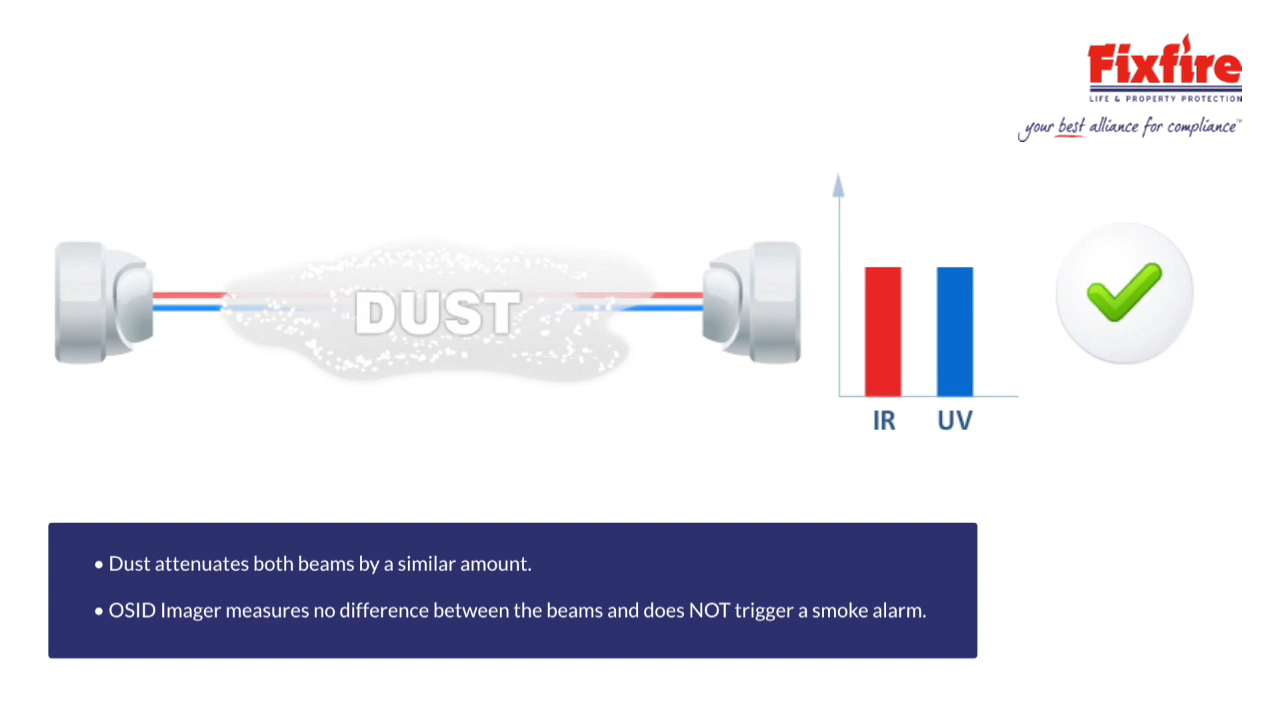 Fixfire
LIFE & PROPERTY PROTECTION
your best alliance for compliance™
DUST
IR UV
• Dust attenuates both beams by a similar amount.
• OSID Imager measures no difference between the beams and does NOT trigger a smoke alarm.